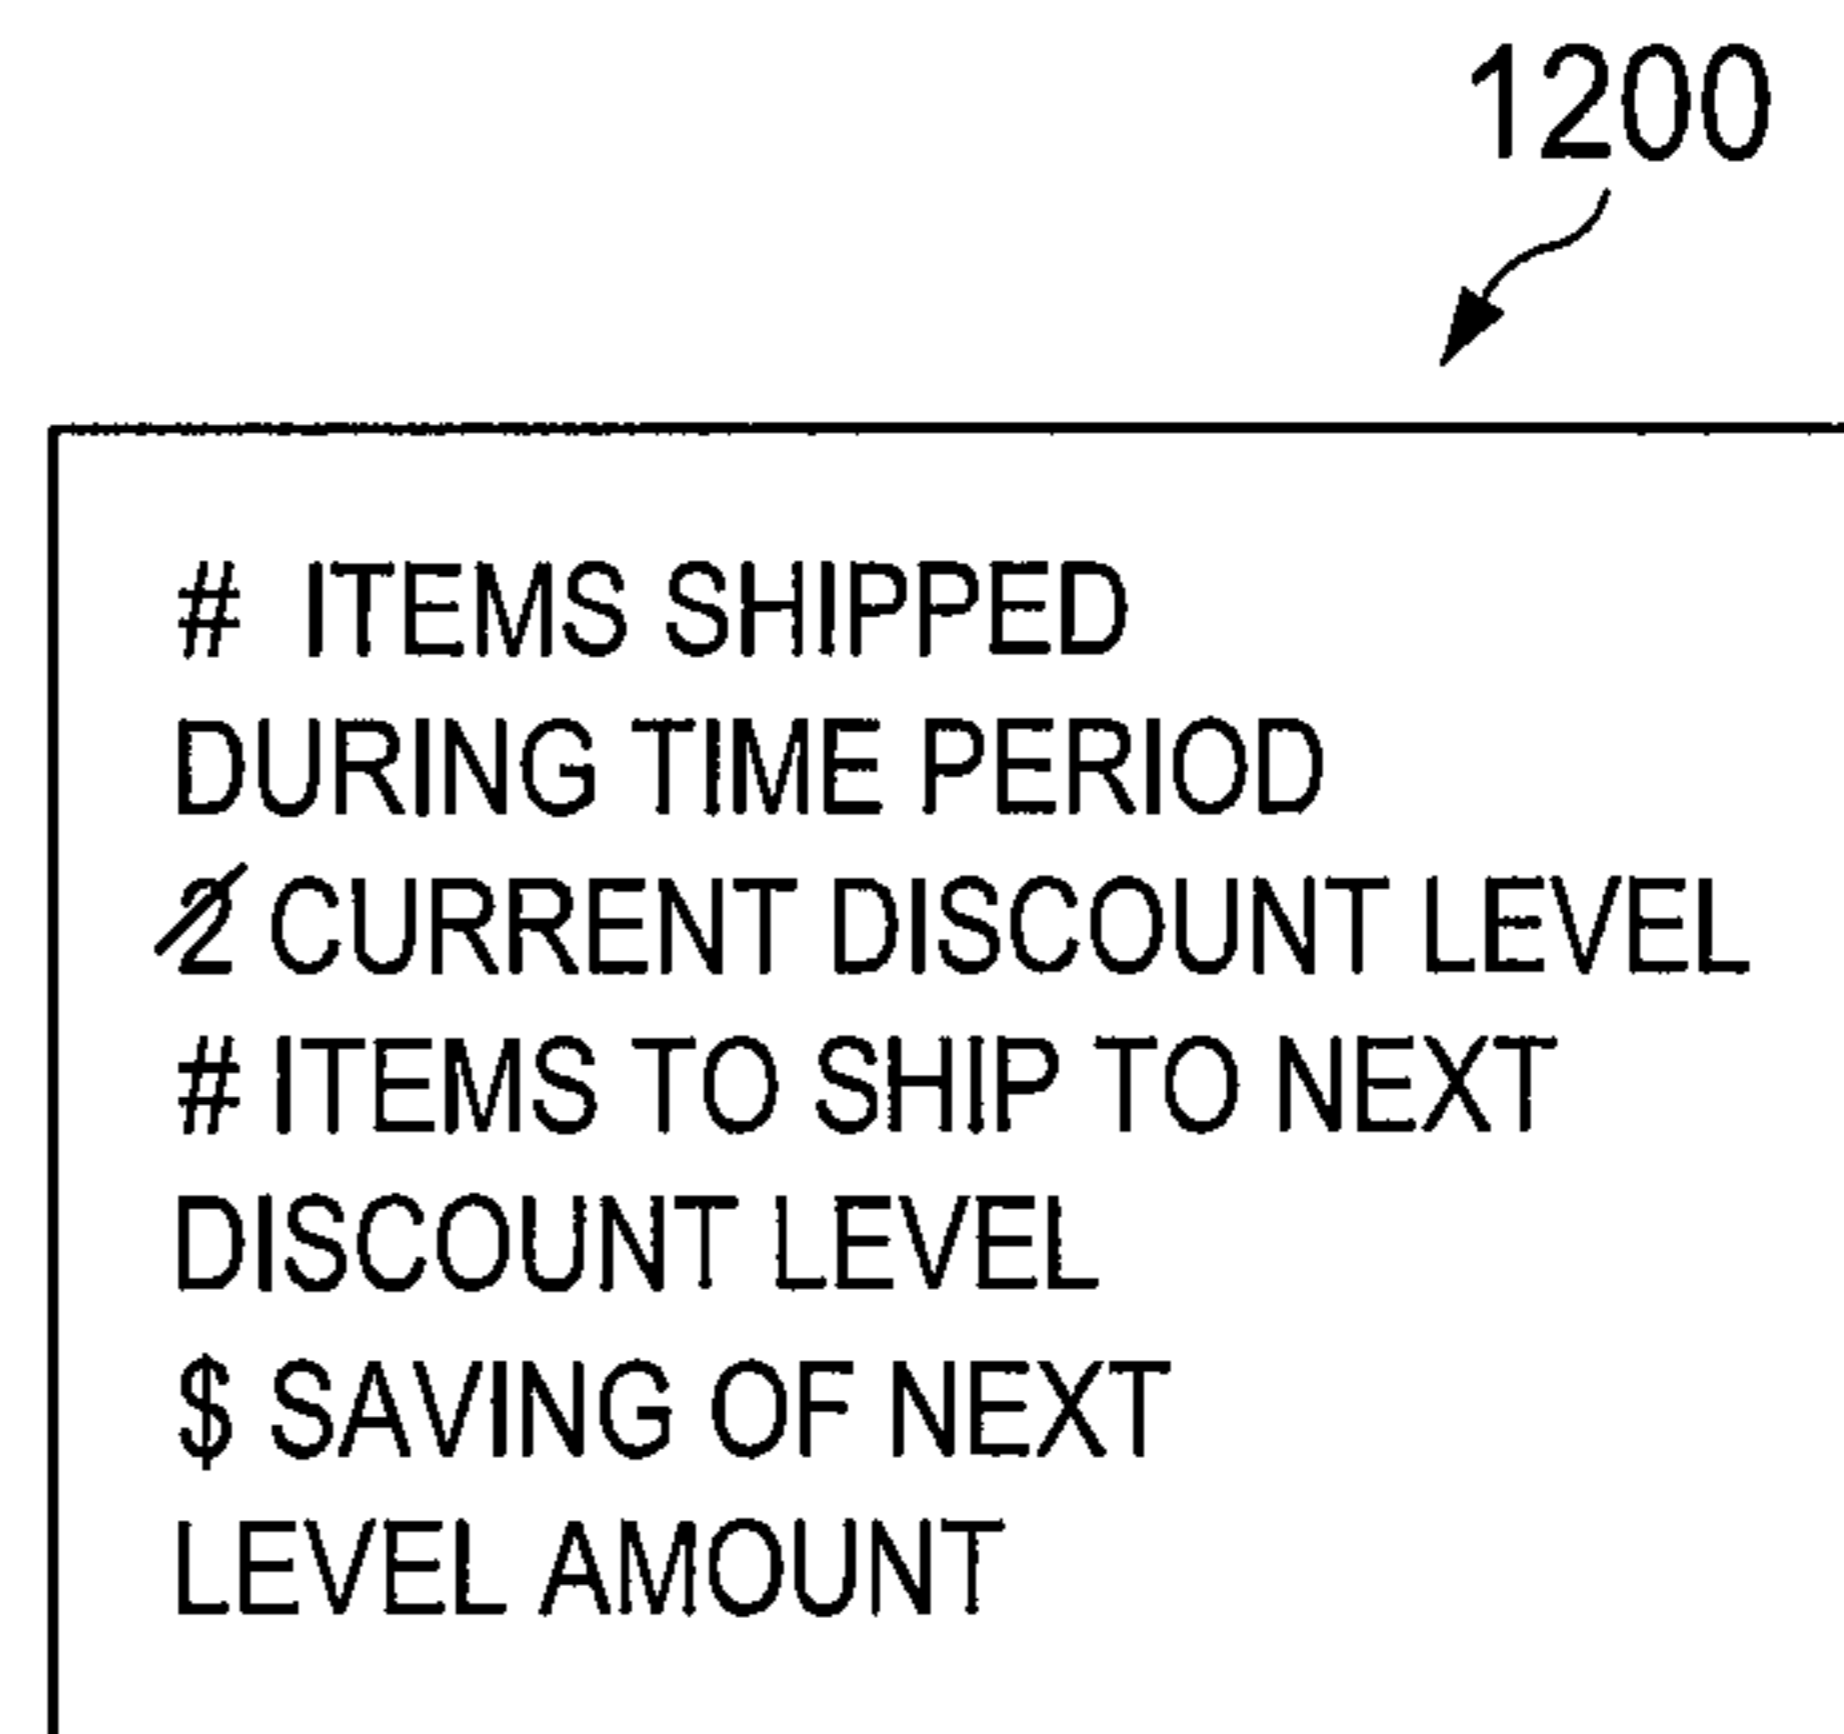 1200
# ITEMS SHIPPED
DURING TIME PERIOD
2 CURRENT DISCOUNT LEVEL
# ITEMS TO SHIP TO NEXT
DISCOUNT LEVEL
$ SAVING OF NEXT
LEVEL AMOUNT